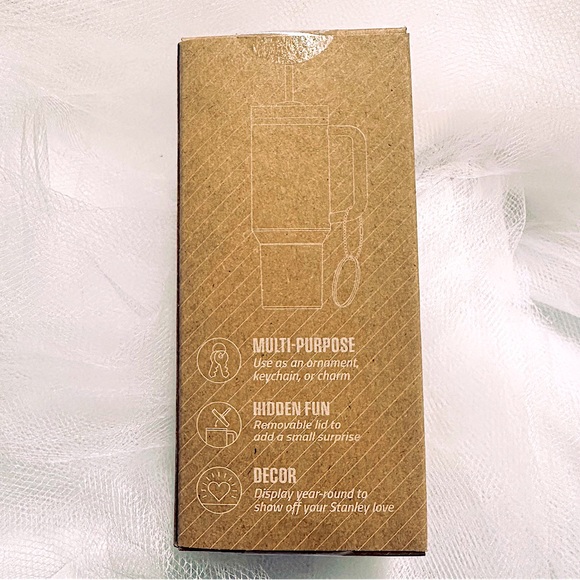 MULTI-PURPOSE
Use as an ornament,
keychain, or charm
HIDDEN FUN
Removable lid to
add a small surprise
DECOR
Display year-round to
show off your Stanley love